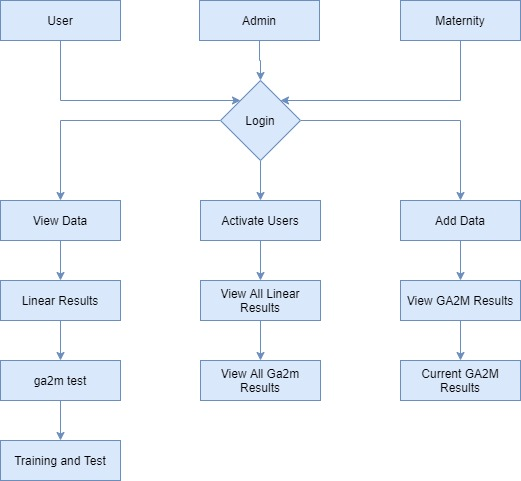 User
Admin
Maternity
Login
View Data
Activate Users
Add Data
Linear Results
View All Linear
Results
View GA2M Results
ga2m test
View All Ga2m
Results
Current GA2M
Results
Training and Test